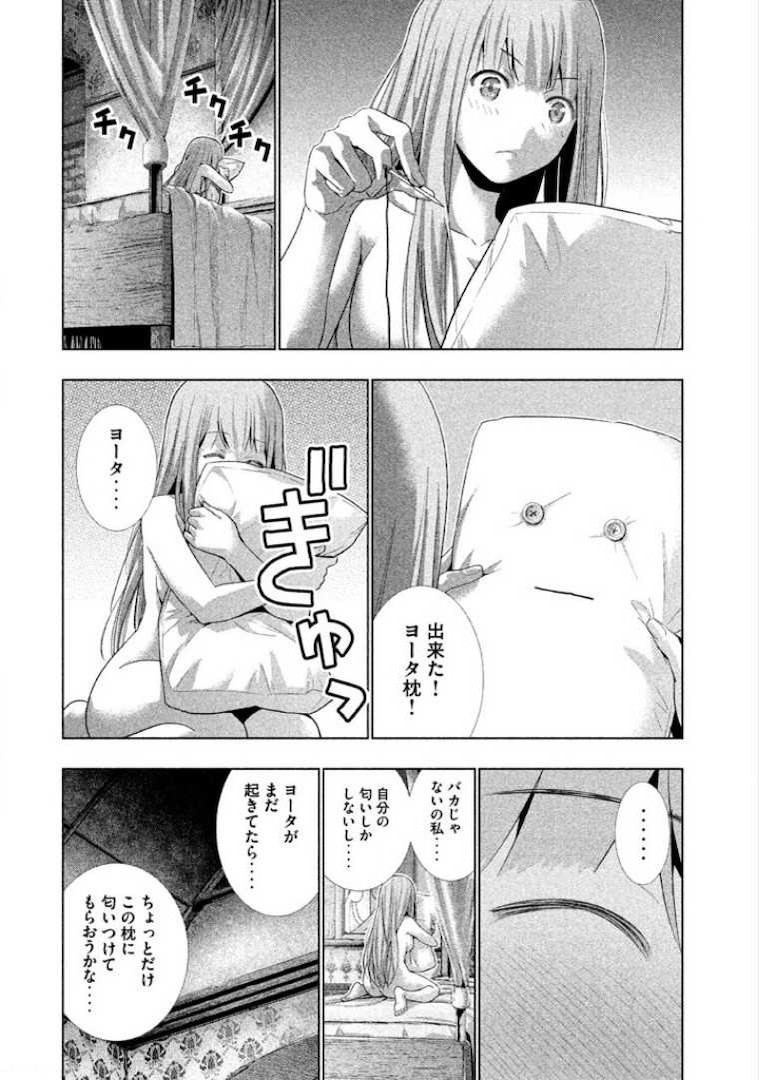 チク
チク
チク
出来た！
ヨータ枕！
ヨータ
‥‥
ぎゅっ
‥‥‥
バカじゃ
ないの私‥‥
自分の
匂いしか
しないし‥‥
ヨータが
まだ
起きてたら‥‥
ちょっとだけ
この枕に
匂いつけて
もらおうかな‥‥